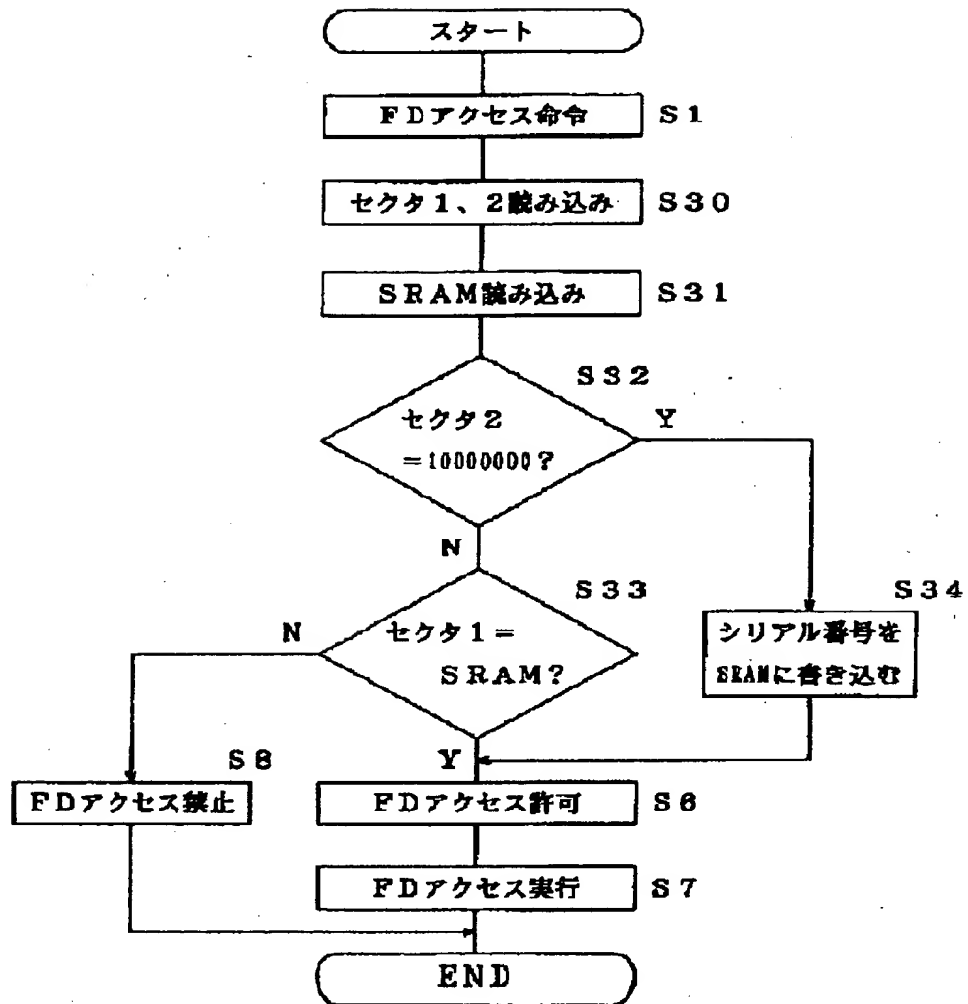 スタート
FDアクセス命令
S1
セクタ1、2読み込み
S30
SRAM読み込み
S31
S32
セクタ2
=10000000?
Y
N
S33
セクタ1=
SRAM?
N
S34
シリアル番号を
SRAMに書き込む
Y
S8
FDアクセス禁止
FDアクセス許可
S6
FDアクセス実行
S7
END